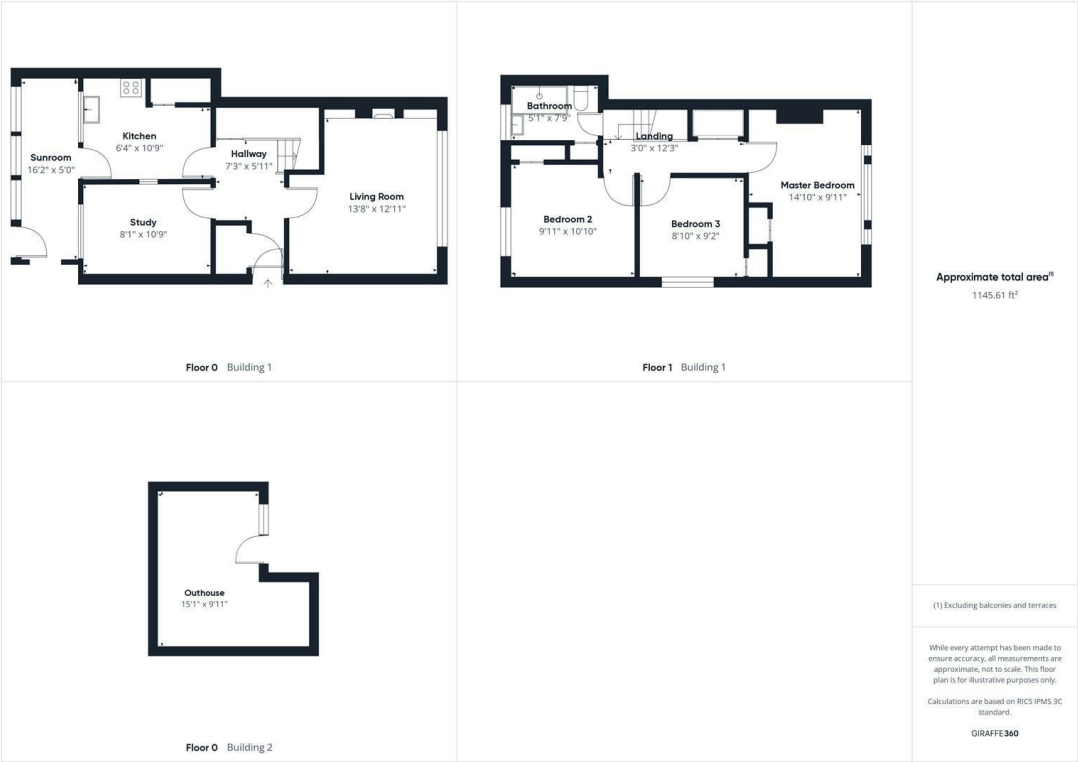 Sunroom
16'2" x 5'0"
Kitchen
6'4" x 10'9"
Study
8'1" x 10'9"
Hallway
7'3" x 5'11"
Living Room
13'8" x 12'11"
Floor 0 Building 1
Bathroom
5'1" x 7'9"
Landing
3'0" x 12'3"
Master Bedroom
14'10" x 9'11"
Bedroom 2
9'11" x 10'10"
Bedroom 3
8'10" x 9'2"
Floor 1 Building 1
Outhouse
15'1" x 9'11"
Floor 0 Building 2
Approximate total area(1)
1145.61 ft²
(1) Excluding balconies and terraces
While every attempt has been made to
ensure accuracy, all measurements are
approximate, not to scale. This floor
plan is for illustrative purposes only.
Calculations are based on RICS IPMS 3C
standard.
GIRAFFE360